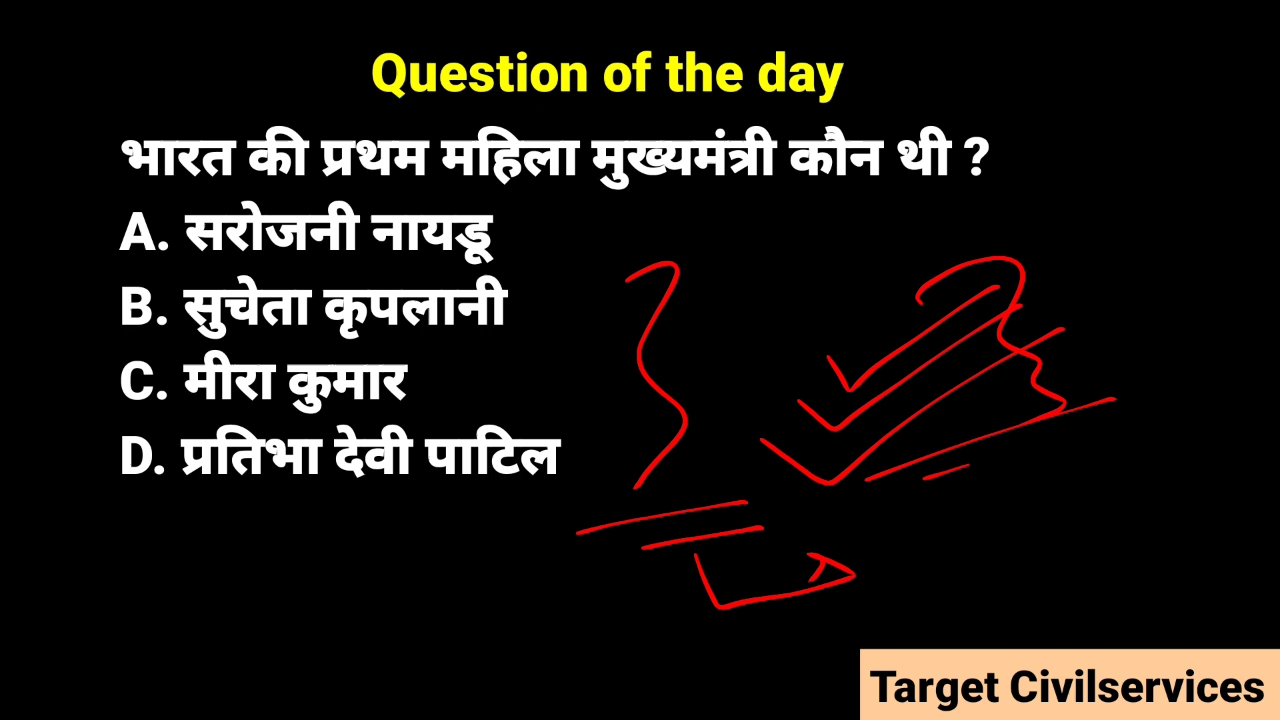 Question of the day
भारत की प्रथम महिला मुख्यमंत्री कौन थी ?
A. सरोजनी नायडू
B. सुचेता कृपलानी
C. मीरा कुमार
D. प्रतिभा देवी पाटिल
Target Civilservices